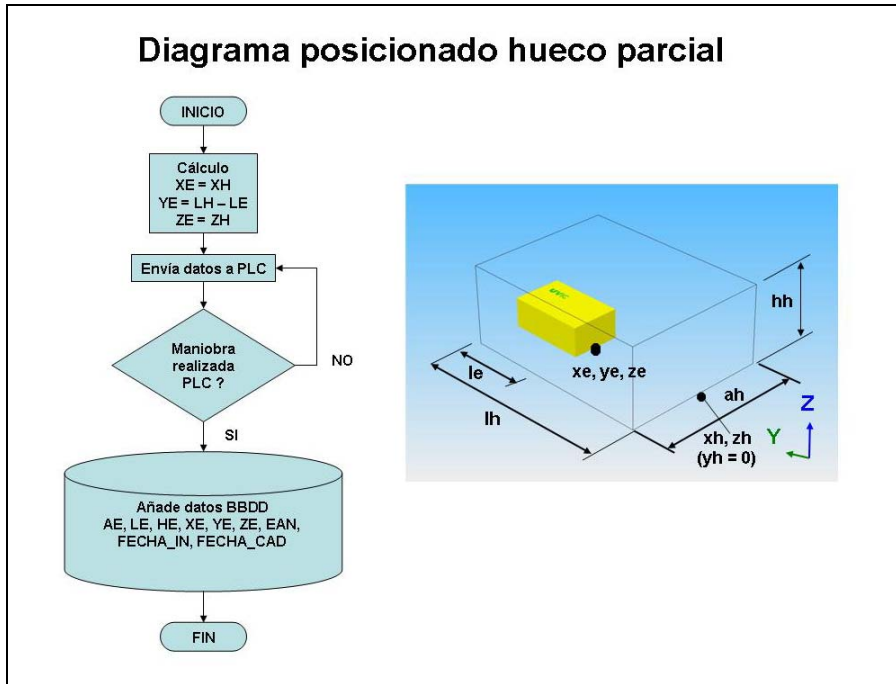 Diagrama posicionado hueco parcial
INICIO
Cálculo
XE = XH
YE = LH – LE
ZE = ZH
Envía datos a PLC
Maniobra
realizada
PLC ?
NO
SI
Añade datos BBDD
AE, LE, HE, XE, YE, ZE, EAN,
FECHA_IN, FECHA_CAD
FIN
hh
xe, ye, ze
le
ah
lh
Z
xh, zh
Y
(yh = 0)